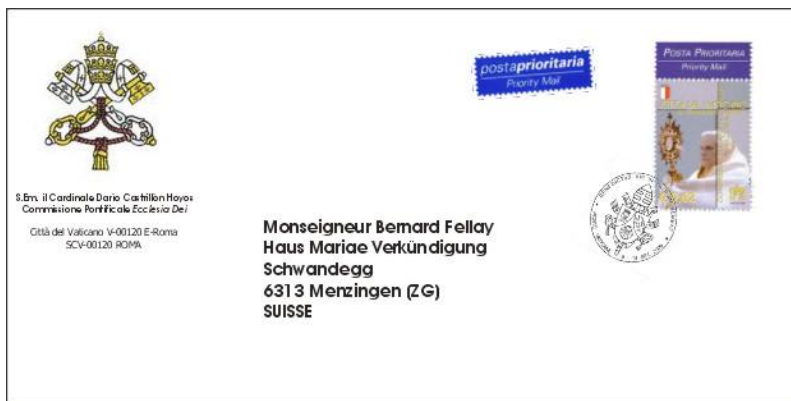 S.Em. il Cardinale Dario Castrillon Hoyos
Commissione Pontificale Ecclesia Dei
Città del Vaticano V-00120 E-Roma
SCV-00120 ROMA
postaprioritaria
Priority Mail
POSTA PRIORITARIA
Priority Mail
Monseigneur Bernard Fellay
Haus Mariae Verkündigung
Schwandegg
6313 Menzingen (ZG)
SUISSE